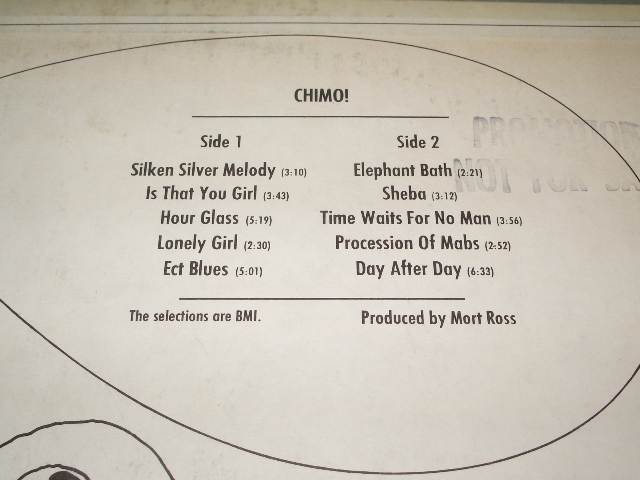 CHIMO!
Side 1
Silken Silver Melody (3:10)
Is That You Girl (3:43)
Hour Glass (5:19)
Lonely Girl (2:30)
Ect Blues (5:01)
Side 2
Elephant Bath (2:21)
Sheba (3:12)
Time Waits For No Man (3:56)
Procession Of Mabs (2:52)
Day After Day (6:33)
The selections are BMI.
Produced by Mort Ross
NOT FOR